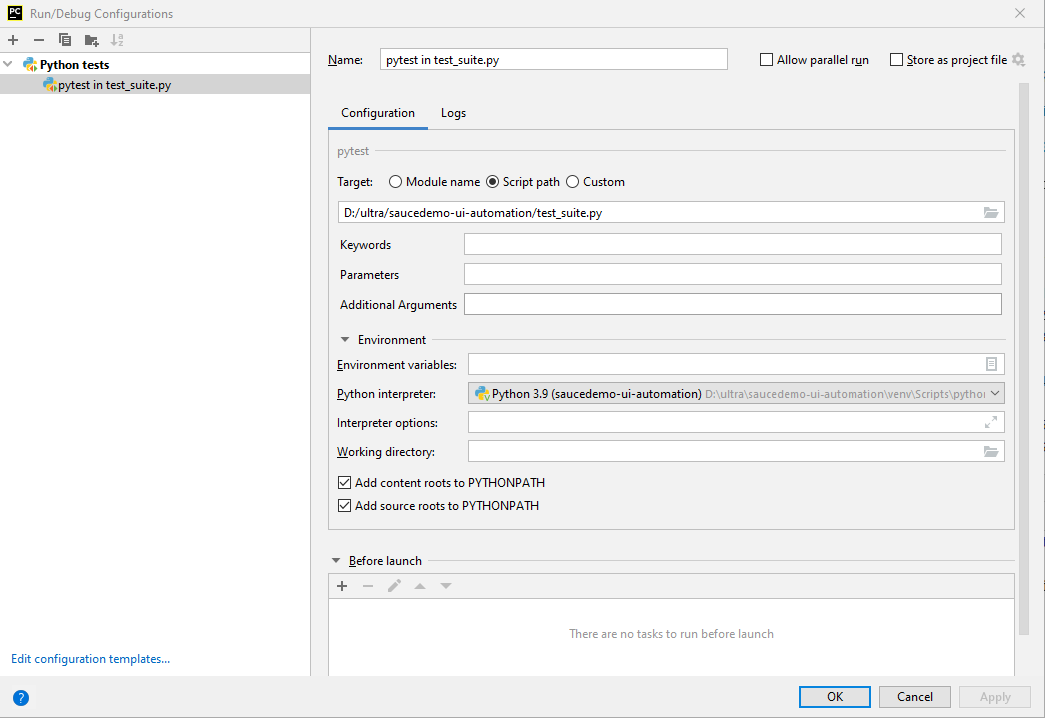 PC Run/Debug Configurations
Python tests
pytest in test_suite.py
Edit configuration templates...
Name: pytest in test_suite.py Allow parallel run Store as project file
Configuration Logs
pytest
Target: Module name Script path Custom
D:/ultra/saucedemo-ui-automation/test_suite.py
Keywords
Parameters
Additional Arguments
Environment
Environment variables:
Python interpreter: Python 3.9 (saucedemo-ui-automation) D:\ultra\saucedemo-ui-automation\venv\Scripts\python
Interpreter options:
Working directory:
Add content roots to PYTHONPATH
Add source roots to PYTHONPATH
Before launch
There are no tasks to run before launch
? OK Cancel Apply